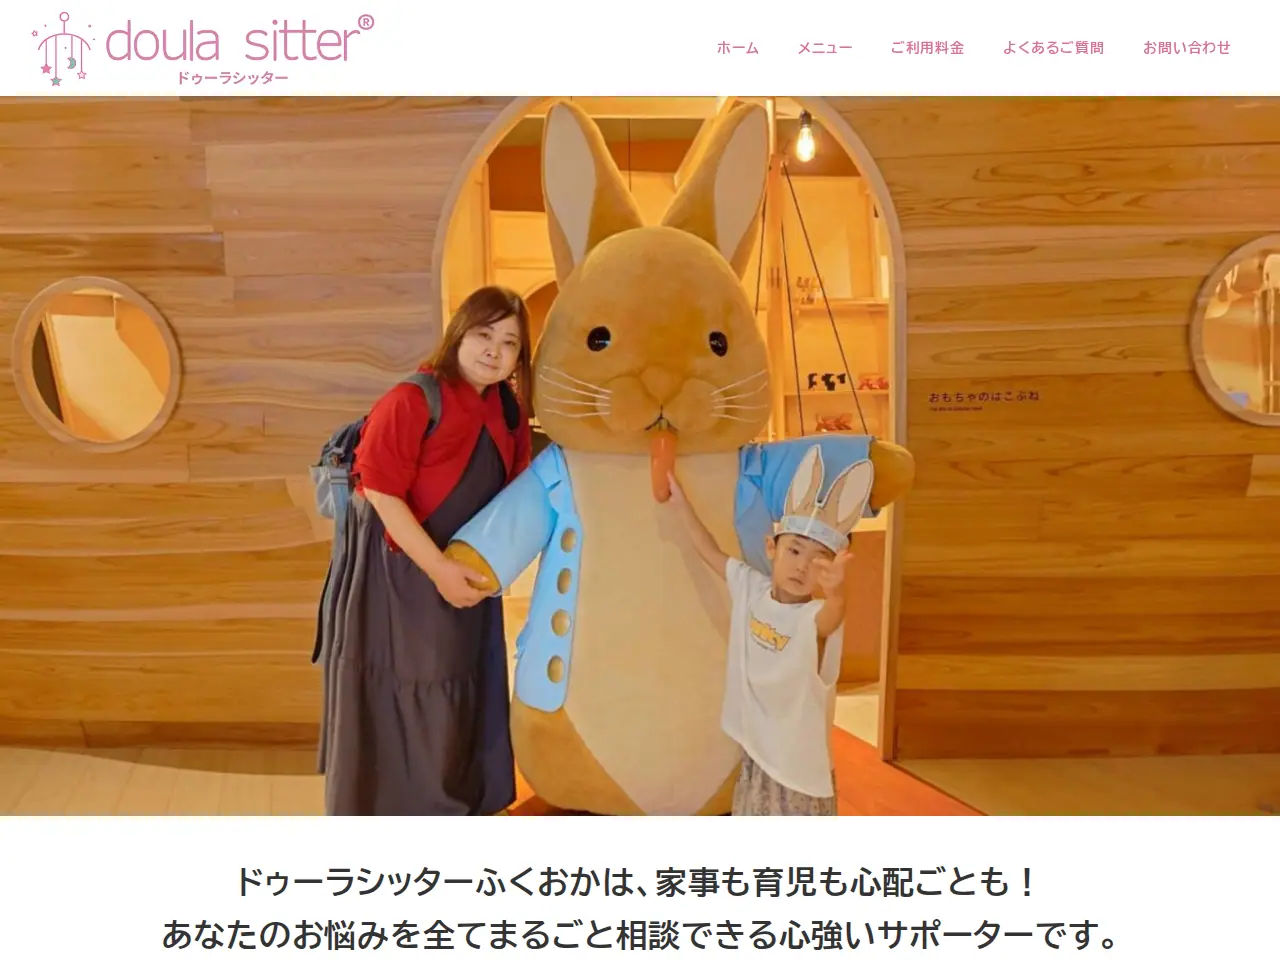 doula sitter®
ドゥーラシッター
ホーム
メニュー
ご利用料金
よくあるご質問
お問い合わせ
おもちゃのはこぶね
ドゥーラシッターふくおかは、家事も育児も心配ごとも！
あなたのお悩みを全てまるごと相談できる心強いサポーターです。